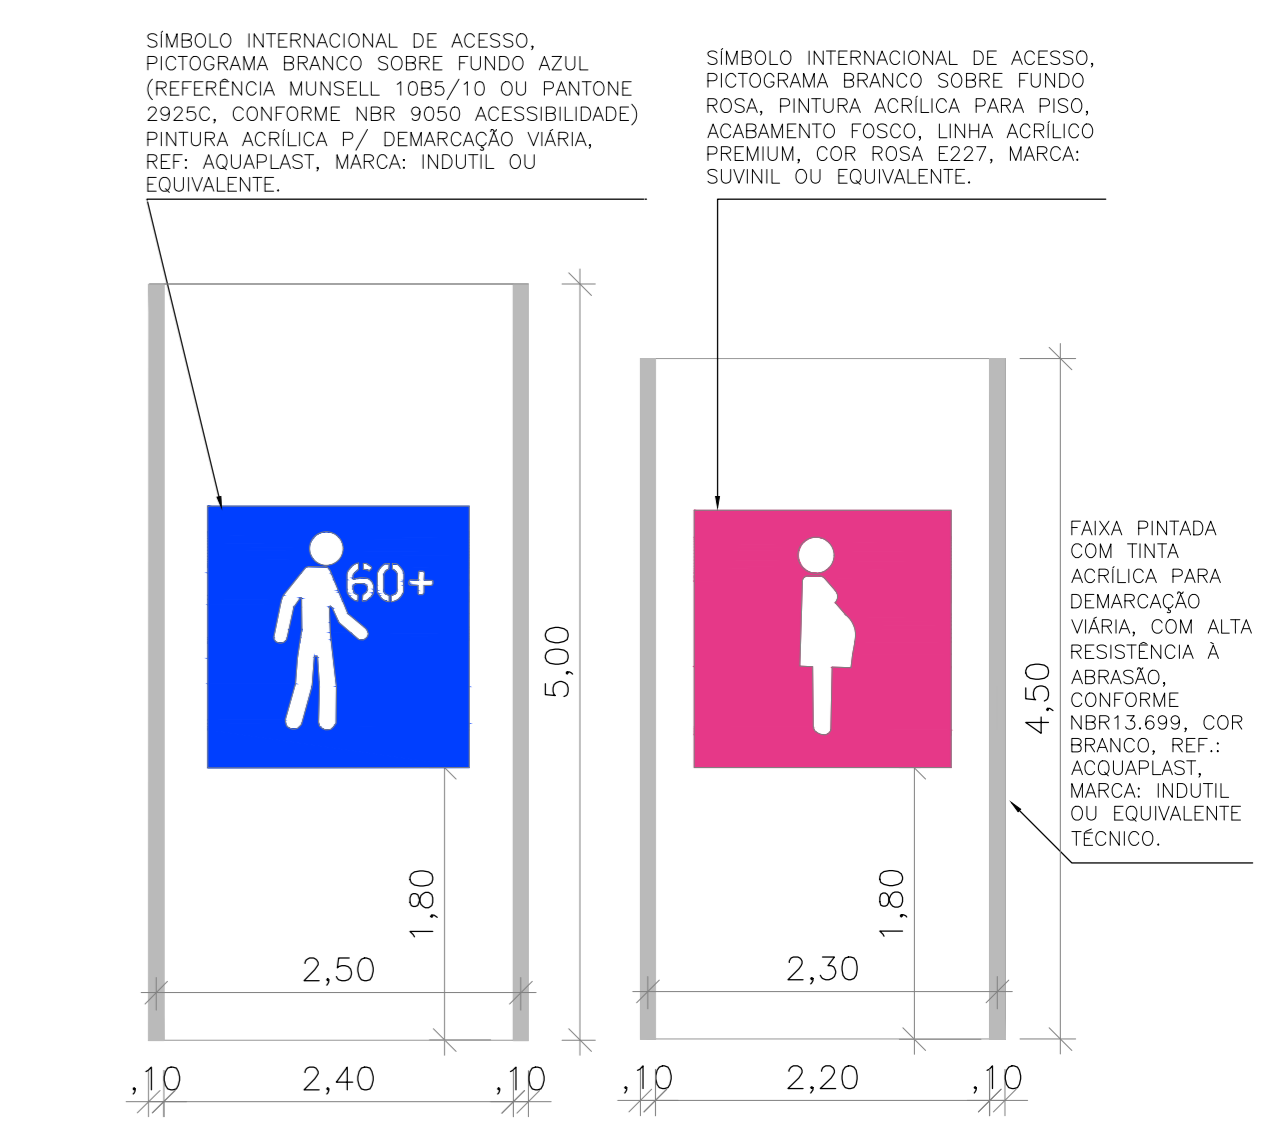 SÍMBOLO INTERNACIONAL DE ACESSO,
PICTOGRAMA BRANCO SOBRE FUNDO AZUL
(REFERÊNCIA MUNSELL 10B5/10 OU PANTONE
2925C, CONFORME NBR 9050 ACESSIBILIDADE)
PINTURA ACRÍLICA P/ DEMARCAÇÃO VIÁRIA,
REF: AQUAPLAST, MARCA: INDUTIL OU
EQUIVALENTE.
SÍMBOLO INTERNACIONAL DE ACESSO,
PICTOGRAMA BRANCO SOBRE FUNDO
ROSA, PINTURA ACRÍLICA PARA PISO,
ACABAMENTO FOSCO, LINHA ACRÍLICO
PREMIUM, COR ROSA E227, MARCA:
SUVINIL OU EQUIVALENTE.
60+
5,00
1,80
2,50
,10
2,40
,10
4,50
1,80
2,30
,10
2,20
,10
FAIXA PINTADA
COM TINTA
ACRÍLICA PARA
DEMARCAÇÃO
VIÁRIA, COM ALTA
RESISTÊNCIA À
ABRASÃO,
CONFORME
NBR13.699, COR
BRANCO, REF.:
ACQUAPLAST,
MARCA: INDUTIL
OU EQUIVALENTE
TÉCNICO.